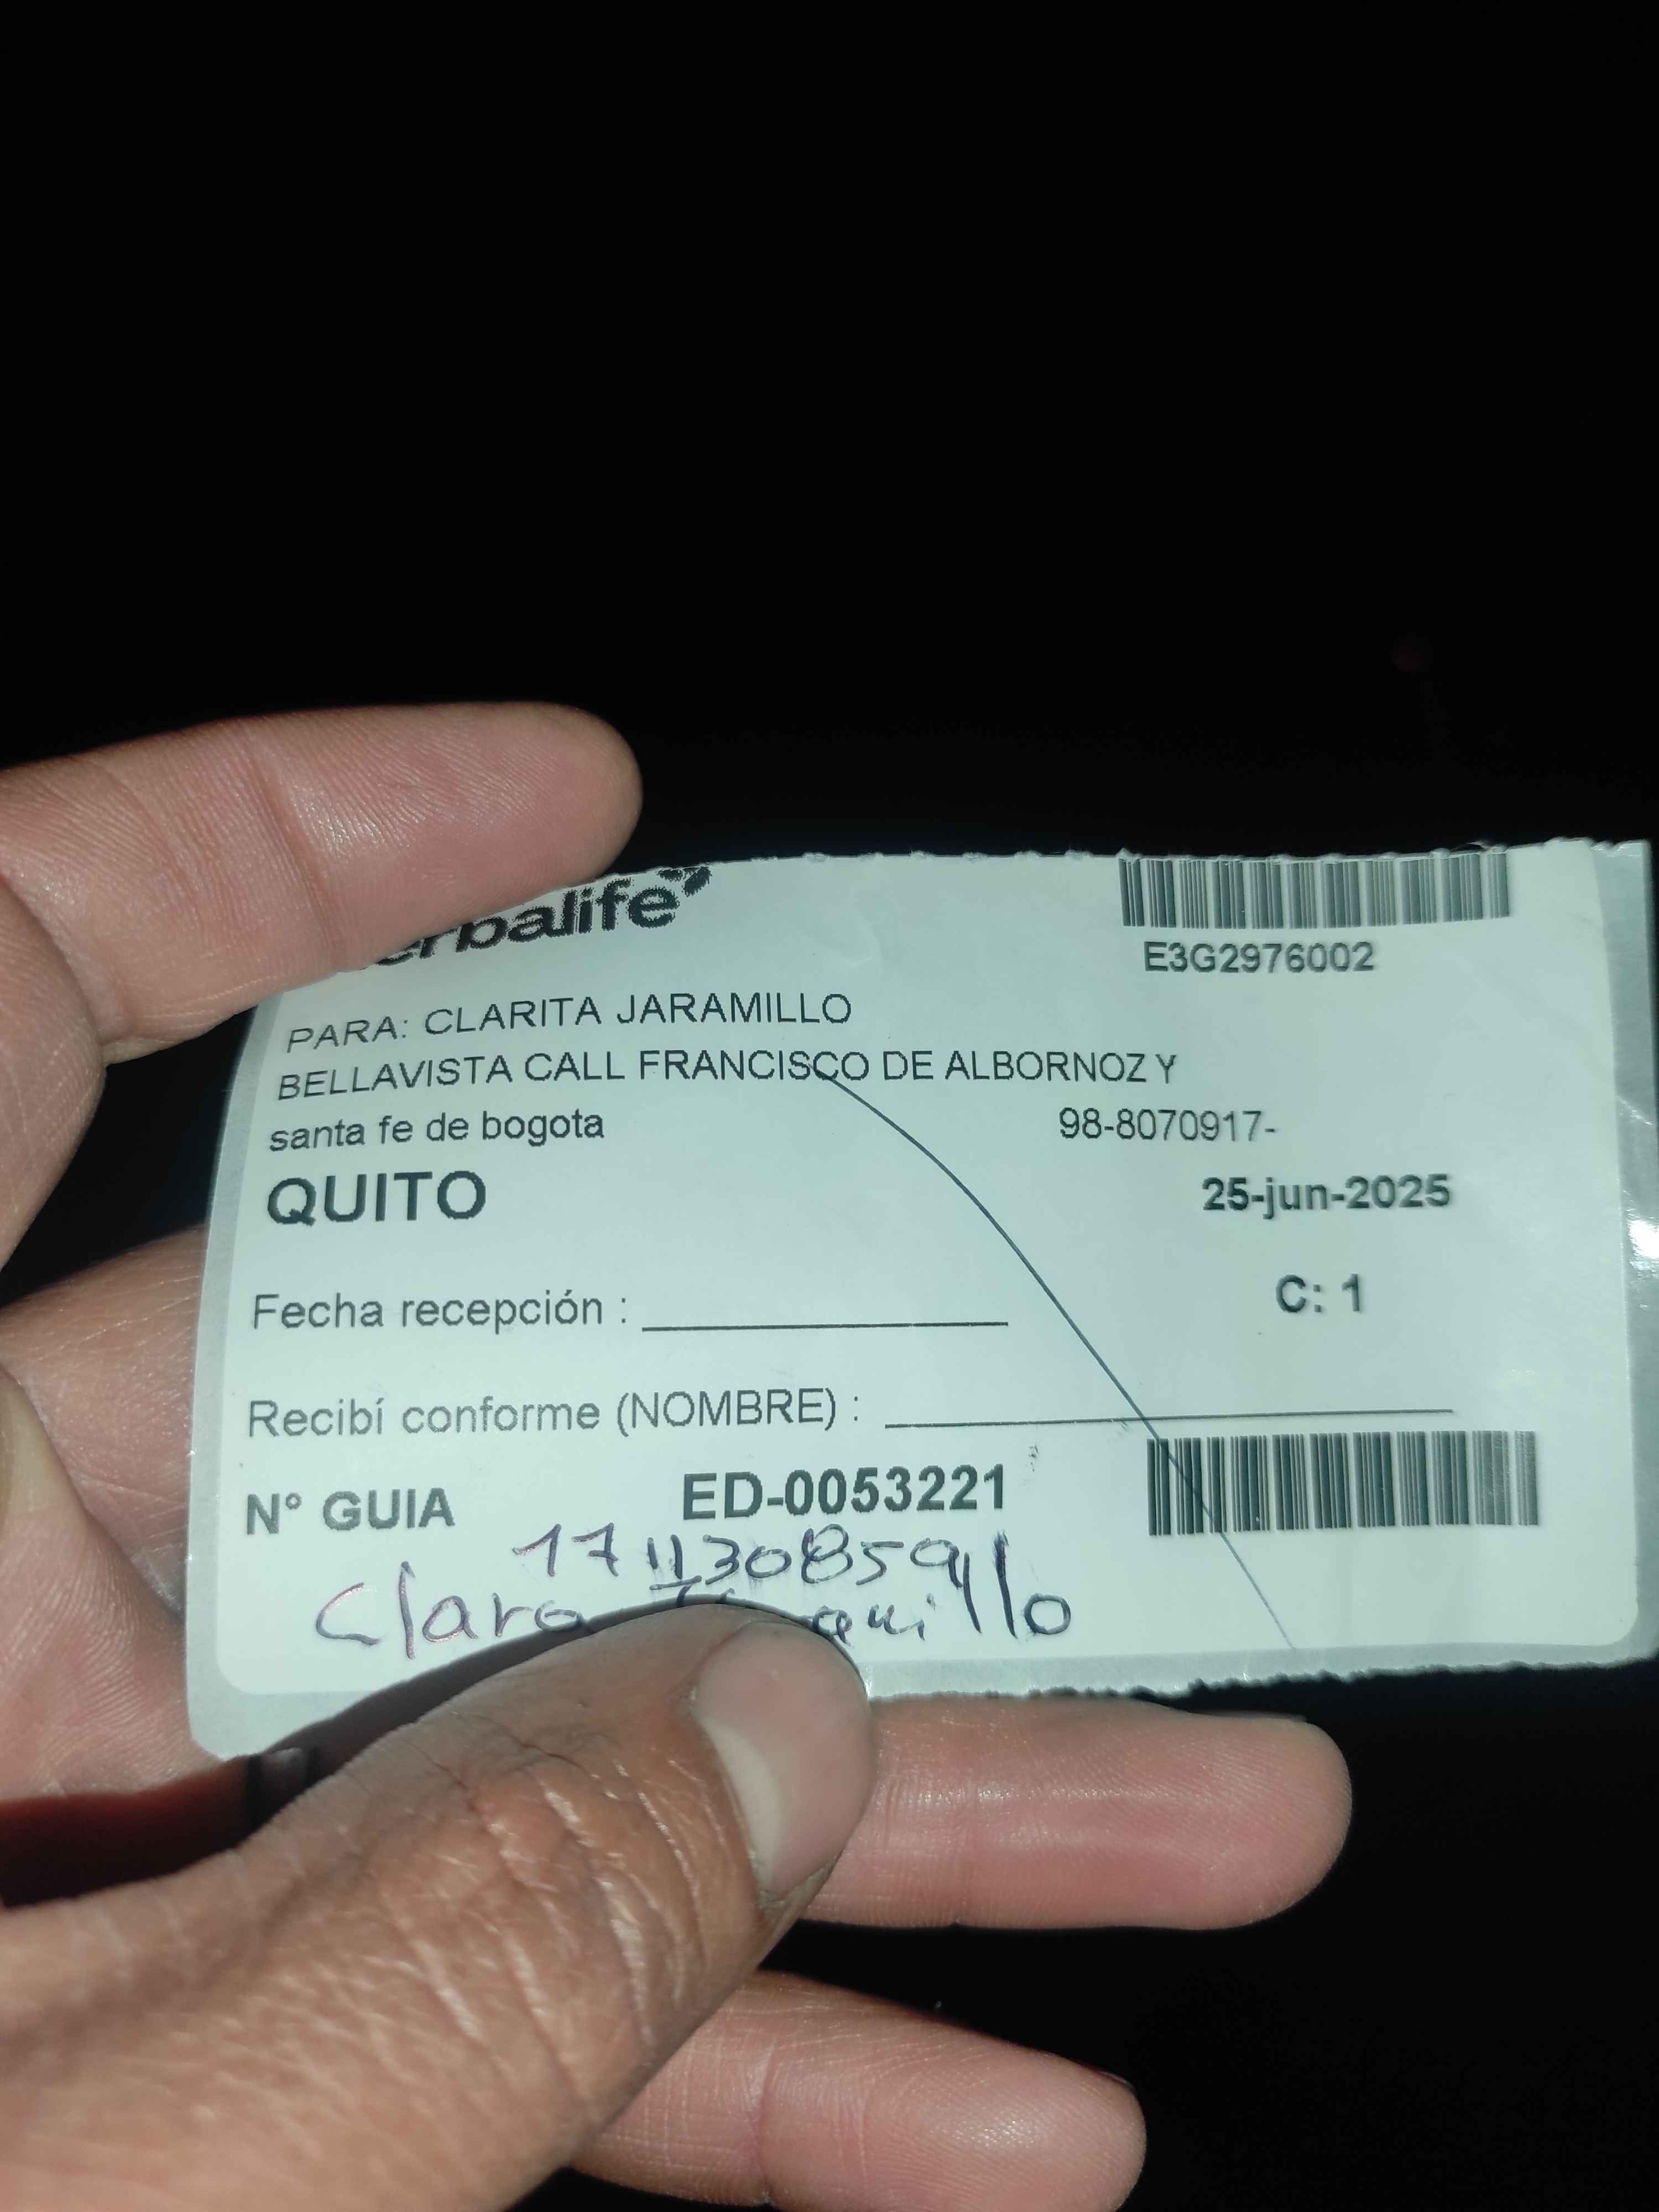 erbalife
E3G2976002
PARA: CLARITA JARAMILLO
BELLAVISTA CALL FRANCISCO DE ALBORNOZ Y
santa fe de bogota 98-8070917-
QUITO 25-jun-2025
C: 1
Fecha recepción :
Recibí conforme (NOMBRE) :
N° GUIA ED-0053221
Clara